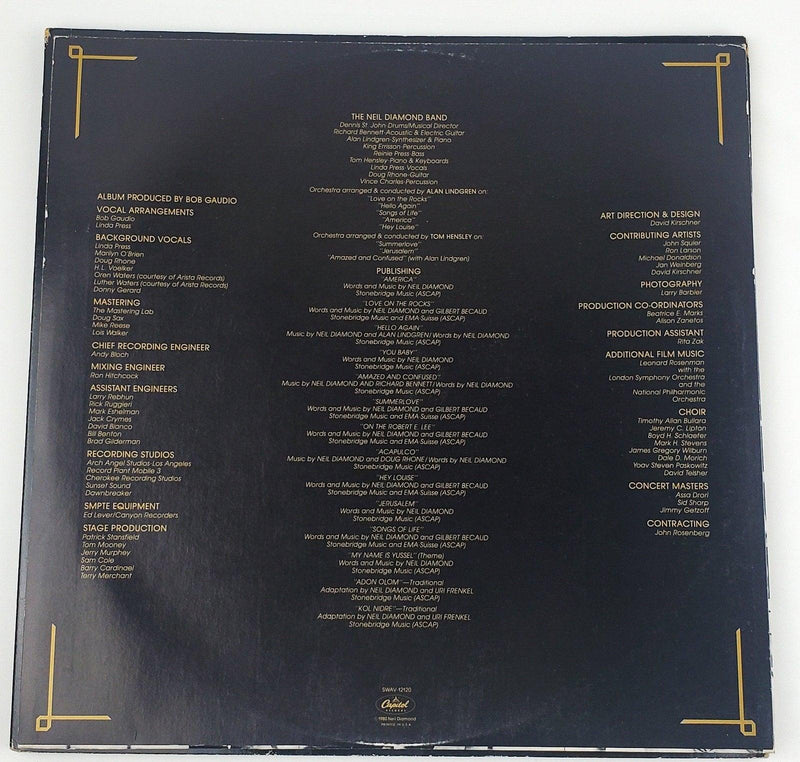 ALBUM PRODUCED BY BOB GAUDIO
VOCAL ARRANGEMENTS
Bob Gaudio
Linda Press
BACKGROUND VOCALS
Linda Press
Marilyn O'Brien
Doug Rhone
H.L. Voelker
Oren Waters (courtesy of Arista Records)
Luther Waters (courtesy of Arista Records)
Donny Gerard
MASTERING
The Mastering Lab
Doug Sax
Mike Reese
Lois Walker
CHIEF RECORDING ENGINEER
Andy Bloch
MIXING ENGINEER
Ron Hitchcock
ASSISTANT ENGINEERS
Larry Rebhun
Rick Ruggieri
Mark Eshelman
Jack Crymes
David Bianco
Bill Benton
Brad Gilderman
RECORDING STUDIOS
Arch Angel Studios-Los Angeles
Record Plant Mobile 3
Cherokee Recording Studios
Sunset Sound
Dawnbreaker
SMPTE EQUIPMENT
Ed Lever/Canyon Recorders
STAGE PRODUCTION
Patrick Stansfield
Tom Mooney
Jerry Murphey
Sam Cole
Barry Cardinael
Terry Merchant
THE NEIL DIAMOND BAND
Dennis St. John-Drums/Musical Director
Richard Bennett-Acoustic & Electric Guitar
Alan Lindgren-Synthesizer & Piano
King Errisson-Percussion
Reinie Press-Bass
Tom Hensley-Piano & Keyboards
Linda Press-Vocals
Doug Rhone-Guitar
Vince Charles-Percussion
Orchestra arranged & conducted by ALAN LINDGREN on:
"Love on the Rocks"
"Hello Again"
"Songs of Life"
"America"
"Hey Louise"
Orchestra arranged & conducted by TOM HENSLEY on:
"Summerlove"
"Jerusalem"
"Amazed and Confused" (with Alan Lindgren)
PUBLISHING
"AMERICA"
Words and Music by NEIL DIAMOND
Stonebridge Music (ASCAP)
"LOVE ON THE ROCKS"
Words and Music by NEIL DIAMOND and GILBERT BECAUD
Stonebridge Music and EMA-Suisse (ASCAP)
"HELLO AGAIN"
Music by NEIL DIAMOND and ALAN LINDGREN/Words by NEIL DIAMOND
Stonebridge Music (ASCAP)
"YOU BABY"
Words and Music by NEIL DIAMOND
Stonebridge Music (ASCAP)
"AMAZED AND CONFUSED"
Music by NEIL DIAMOND AND RICHARD BENNETT/Words by NEIL DIAMOND
Stonebridge Music (ASCAP)
"SUMMERLOVE"
Words and Music by NEIL DIAMOND and GILBERT BECAUD
Stonebridge Music and EMA Suisse (ASCAP)
"ON THE ROBERT E. LEE"
Words and Music by NEIL DIAMOND and GILBERT BECAUD
Stonebridge Music and EMA Suisse (ASCAP)
"ACAPULCO"
Music by NEIL DIAMOND and DOUG RHONE/Words by NEIL DIAMOND
Stonebridge Music (ASCAP)
"HEY LOUISE"
Words and Music by NEIL DIAMOND and GILBERT BECAUD
Stonebridge Music and EMA Suisse (ASCAP)
"JERUSALEM"
Words and Music by NEIL DIAMOND
Stonebridge Music (ASCAP)
"SONGS OF LIFE"
Words and Music by NEIL DIAMOND and GILBERT BECAUD
Stonebridge Music and EMA-Suisse (ASCAP)
"MY NAME IS YUSSEL" (Theme)
Words and Music by NEIL DIAMOND
Stonebridge Music (ASCAP)
"ADON OLOM"—Traditional
Adaptation by NEIL DIAMOND and URI FRENKEL
Stonebridge Music (ASCAP)
"KOL NIDRE"—Traditional
Adaptation by NEIL DIAMOND and URI FRENKEL
Stonebridge Music (ASCAP)
ART DIRECTION & DESIGN
David Kirschner
CONTRIBUTING ARTISTS
John Squier
Ron Larson
Michael Donaldson
Jan Weinberg
David Kirschner
PHOTOGRAPHY
Larry Barbier
PRODUCTION CO-ORDINATORS
Beatrice E. Marks
Alison Zanetos
PRODUCTION ASSISTANT
Rita Zak
ADDITIONAL FILM MUSIC
Leonard Rosenman
with the
London Symphony Orchestra
and the
National Philharmonic
Orchestra
CHOIR
Timothy Allan Bullara
Jeremy C. Lipton
Boyd H. Schlaefer
Mark H. Stevens
James Gregory Wilburn
Dale D. Morich
Yoav Steven Paskowitz
David Teisher
CONCERT MASTERS
Assa Drori
Sid Sharp
Jimmy Getzoff
CONTRACTING
John Rosenberg
SWAV-12120
Capitol
RECORDS
© 1980 Neil Diamond
PRINTED IN U.S.A.